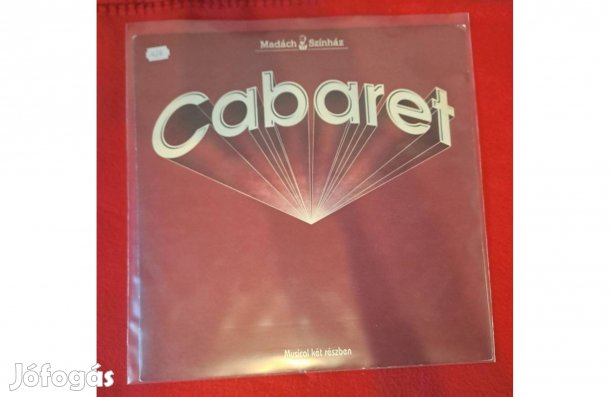 Madách Színház
Cabaret
Musical két részben
Jófogás